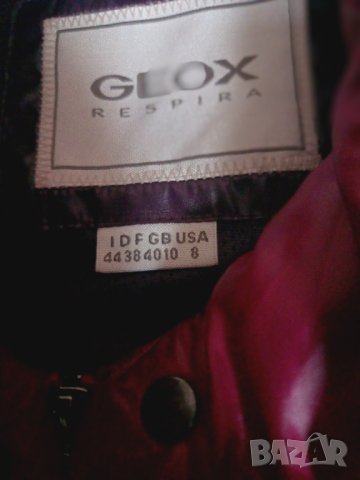 GEOX
RESPIRA
I D F GB USA
44 38 40 10 8
BAZAR